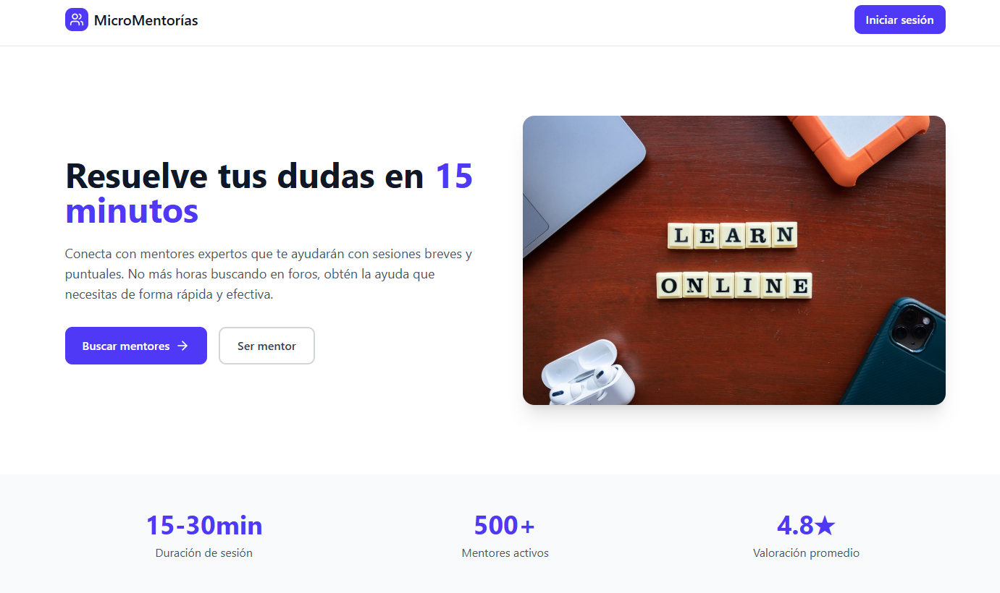 MicroMentorías
Iniciar sesión
Resuelve tus dudas en 15
minutos
Conecta con mentores expertos que te ayudarán con sesiones breves y
puntuales. No más horas buscando en foros, obtén la ayuda que
necesitas de forma rápida y efectiva.
Buscar mentores →
Ser mentor
LEARN
ONLINE
15-30min
Duración de sesión
500+
Mentores activos
4.8★
Valoración promedio